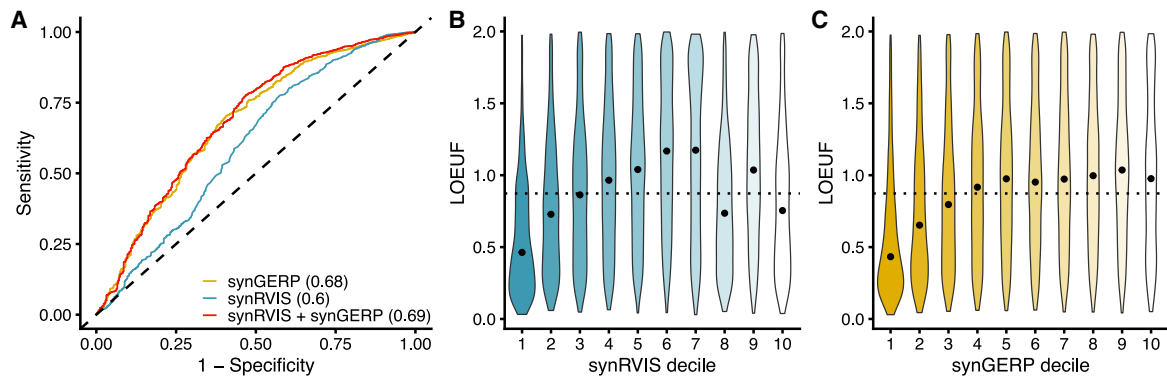 A
1.00
0.75
0.50
0.25
0.00
Sensitivity
0.00 0.25 0.50 0.75 1.00
1 − Specificity
synGERP (0.68)
synRVIS (0.6)
synRVIS + synGERP (0.69)
B
2.0
1.5
1.0
0.5
0.0
LOEUF
1 2 3 4 5 6 7 8 9 10
synRVIS decile
C
2.0
1.5
1.0
0.5
0.0
LOEUF
1 2 3 4 5 6 7 8 9 10
synGERP decile